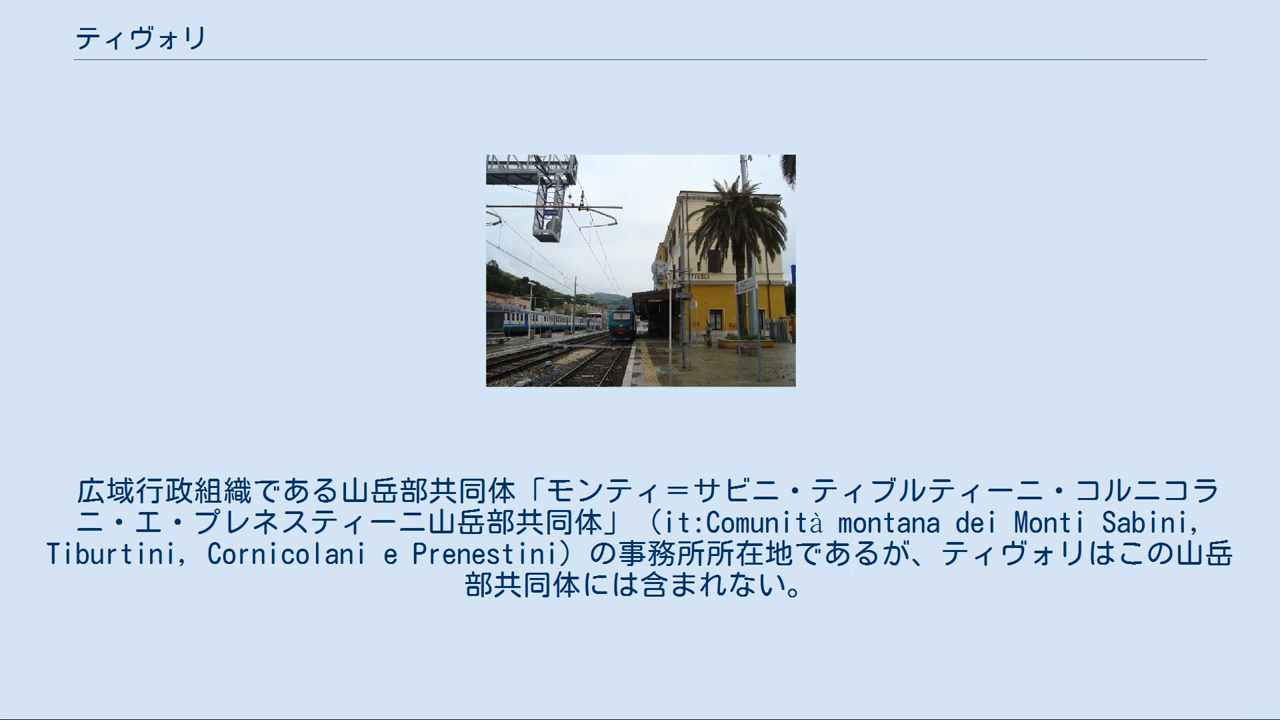 ティヴォリ
TIVOLI
広域行政組織である山岳部共同体「モンティ＝サビニ・ティブルティーニ・コルニコラ
ニ・エ・プレネスティーニ山岳部共同体」（it:Comunità montana dei Monti Sabini,
Tiburtini, Cornicolani e Prenestini）の事務所所在地であるが、ティヴォリはこの山岳
部共同体には含まれない。